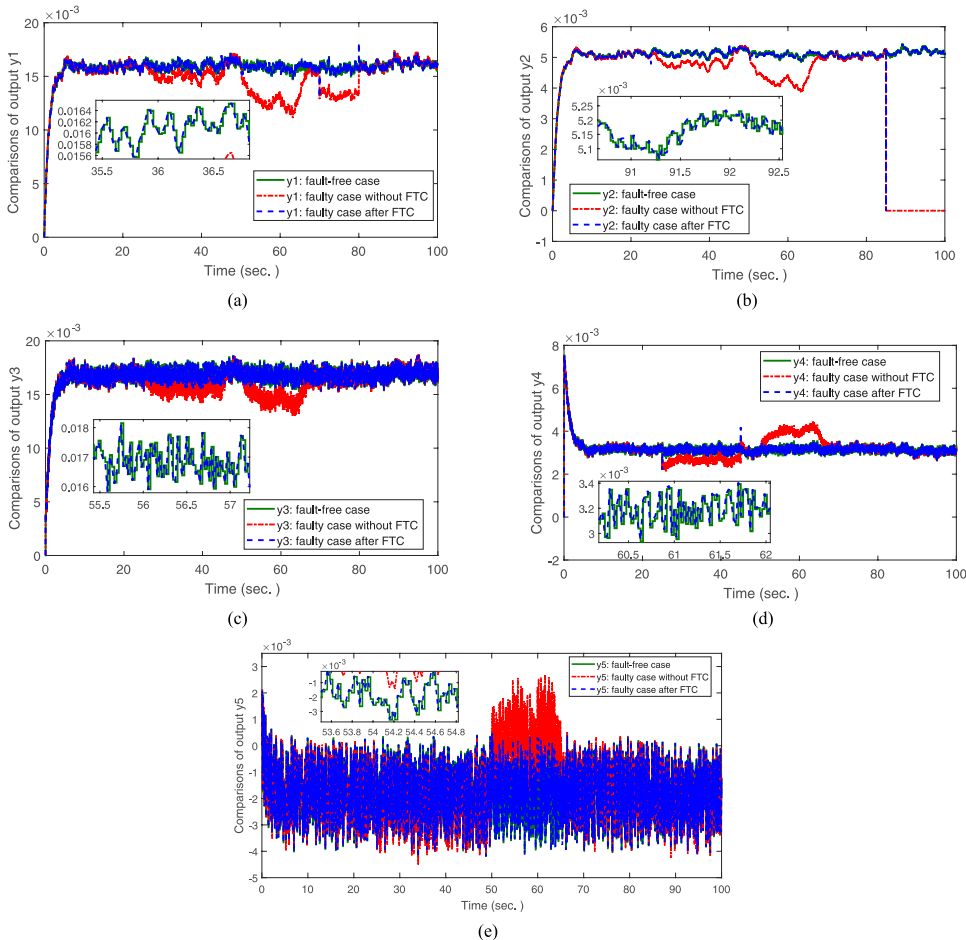 ×10⁻³
20
15
10
5
0
Comparisons of output y1
0.0164
0.0162
0.016
0.0158
0.0156
35.5 36 36.5
y1: fault-free case
y1: faulty case without FTC
y1: faulty case after FTC
0 20 40 60 80 100
Time (sec. )
(a)
×10⁻³
6
5
4
3
2
1
0
-1
Comparisons of output y2
×10⁻³
5.25
5.2
5.15
5.1
91 91.5 92 92.5
y2: fault-free case
y2: faulty case without FTC
y2: faulty case after FTC
0 20 40 60 80 100
Time (sec. )
(b)
×10⁻³
20
15
10
5
0
Comparisons of output y3
0.018
0.017
0.016
55.5 56 56.5 57
y3: fault-free case
y3: faulty case without FTC
y3: faulty case after FTC
0 20 40 60 80 100
Time (sec. )
(c)
×10⁻³
8
6
4
2
0
-2
Comparisons of output y4
y4: fault-free case
y4: faulty case without FTC
y4: faulty case after FTC
×10⁻³
3.4
3.2
3
60.5 61 61.5 62
0 20 40 60 80 100
Time (sec. )
(d)
×10⁻³
3
2
1
0
-1
-2
-3
-4
-5
Comparisons of output y5
×10⁻³
-1
-2
-3
53.6 53.8 54 54.2 54.4 54.6 54.8
y5: fault-free case
y5: faulty case without FTC
y5: faulty case after FTC
0 10 20 30 40 50 60 70 80 90 100
Time (sec. )
(e)